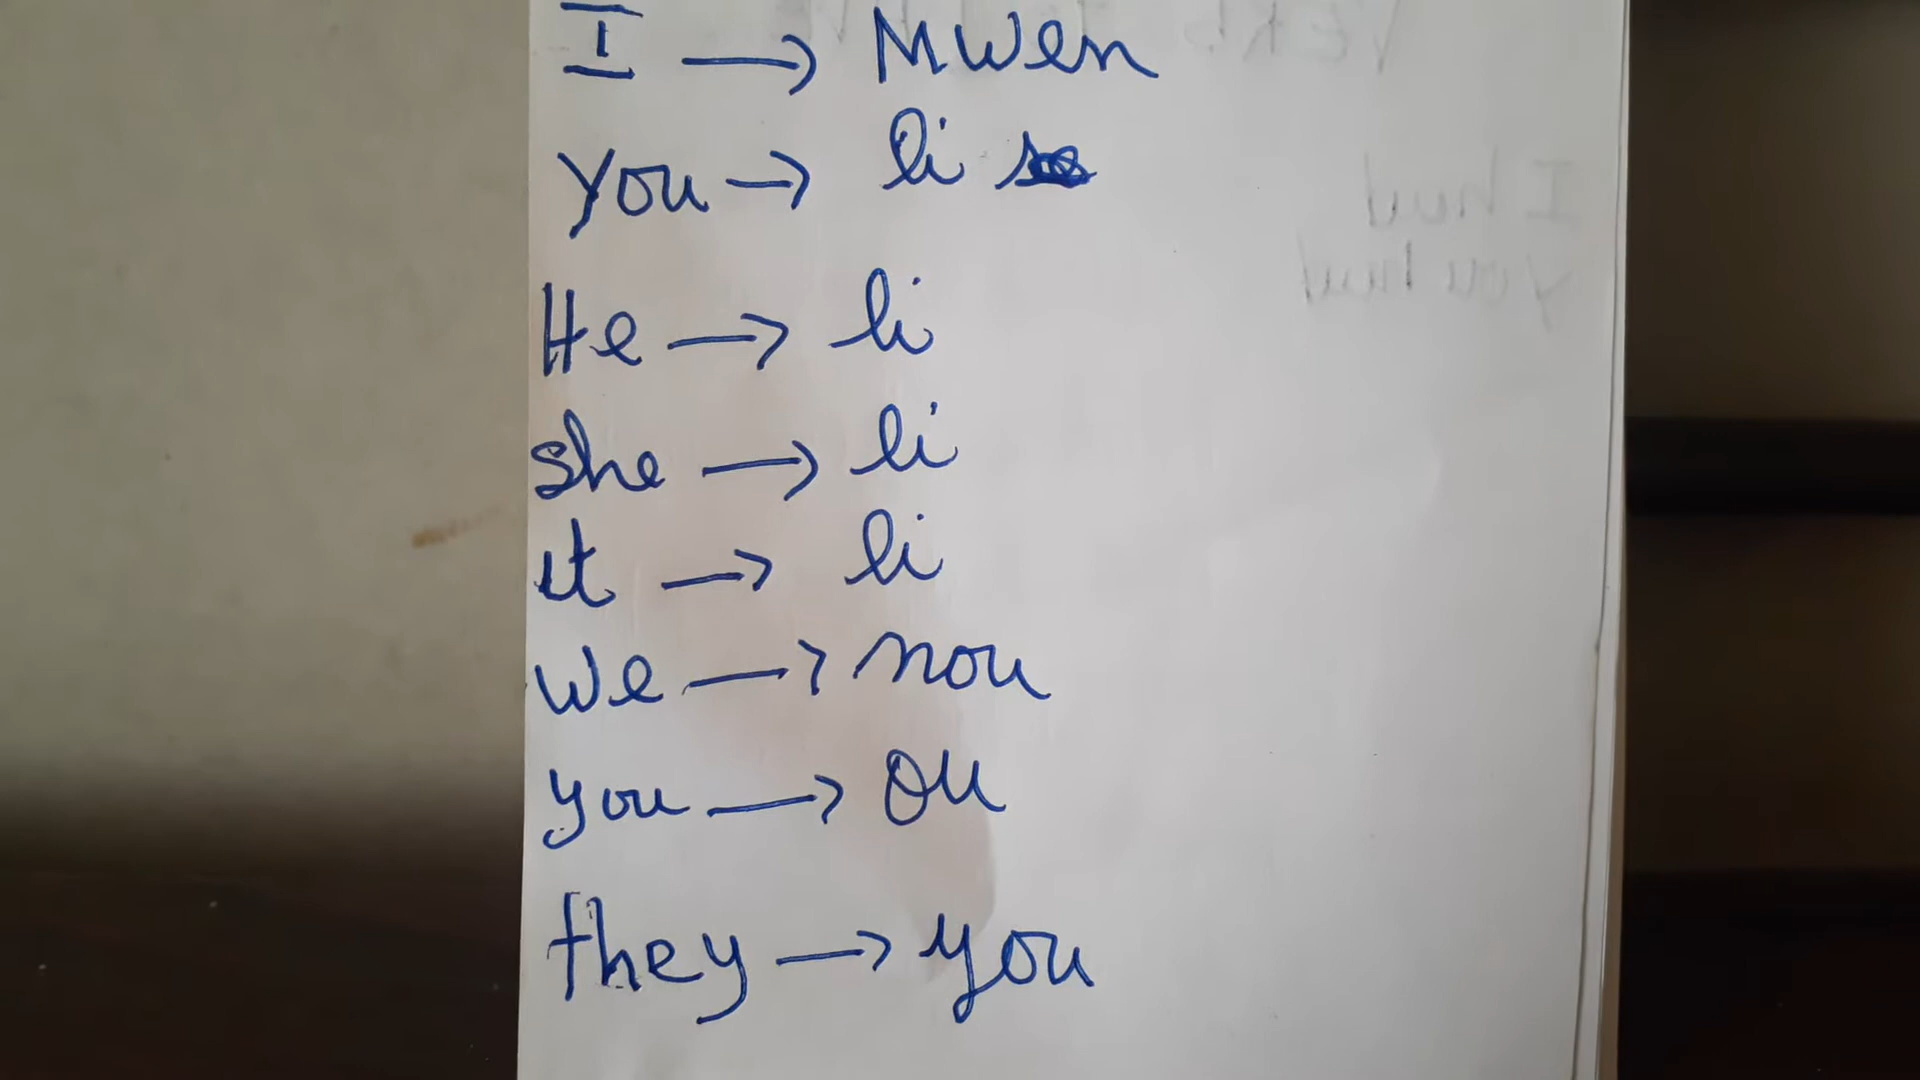 I → Mwen
you → li
He → li
she → li
it → li
we → nou
you → ou
they → you